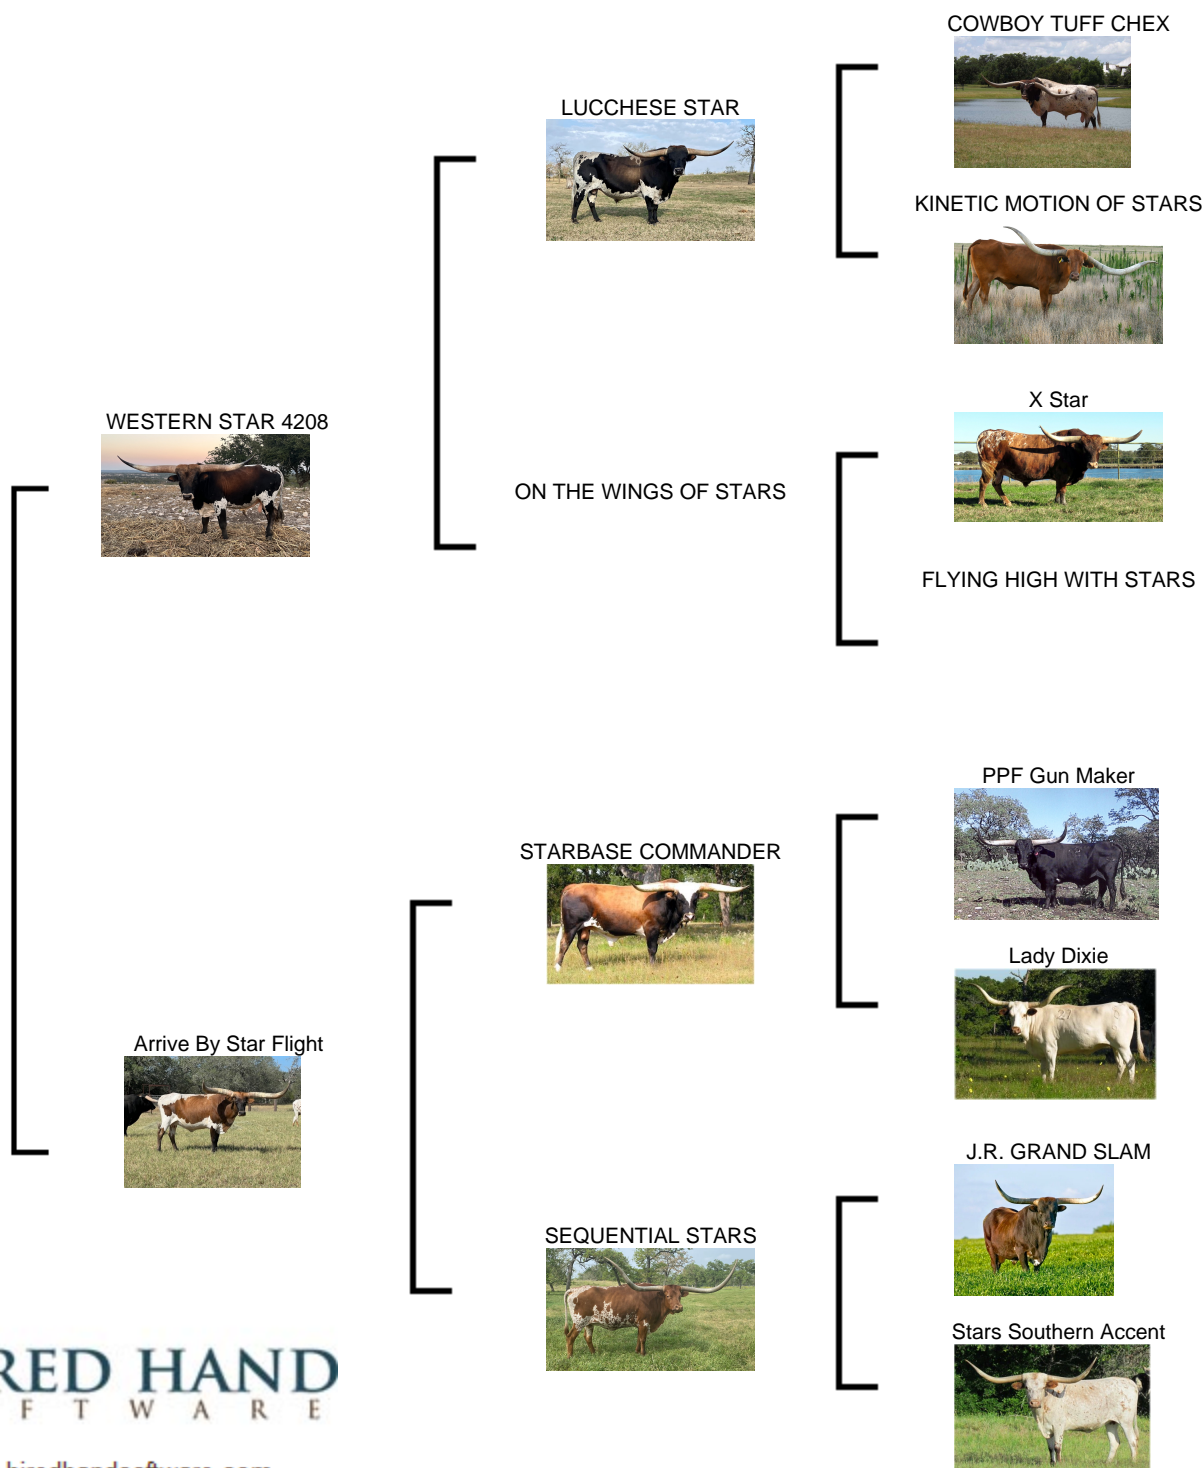 COWBOY TUFF CHEX
LUCCHESE STAR
KINETIC MOTION OF STARS
WESTERN STAR 4208
X Star
ON THE WINGS OF STARS
FLYING HIGH WITH STARS
PPF Gun Maker
STARBASE COMMANDER
Lady Dixie
Arrive By Star Flight
J.R. GRAND SLAM
SEQUENTIAL STARS
Stars Southern Accent
RED HAND
F T W A R E